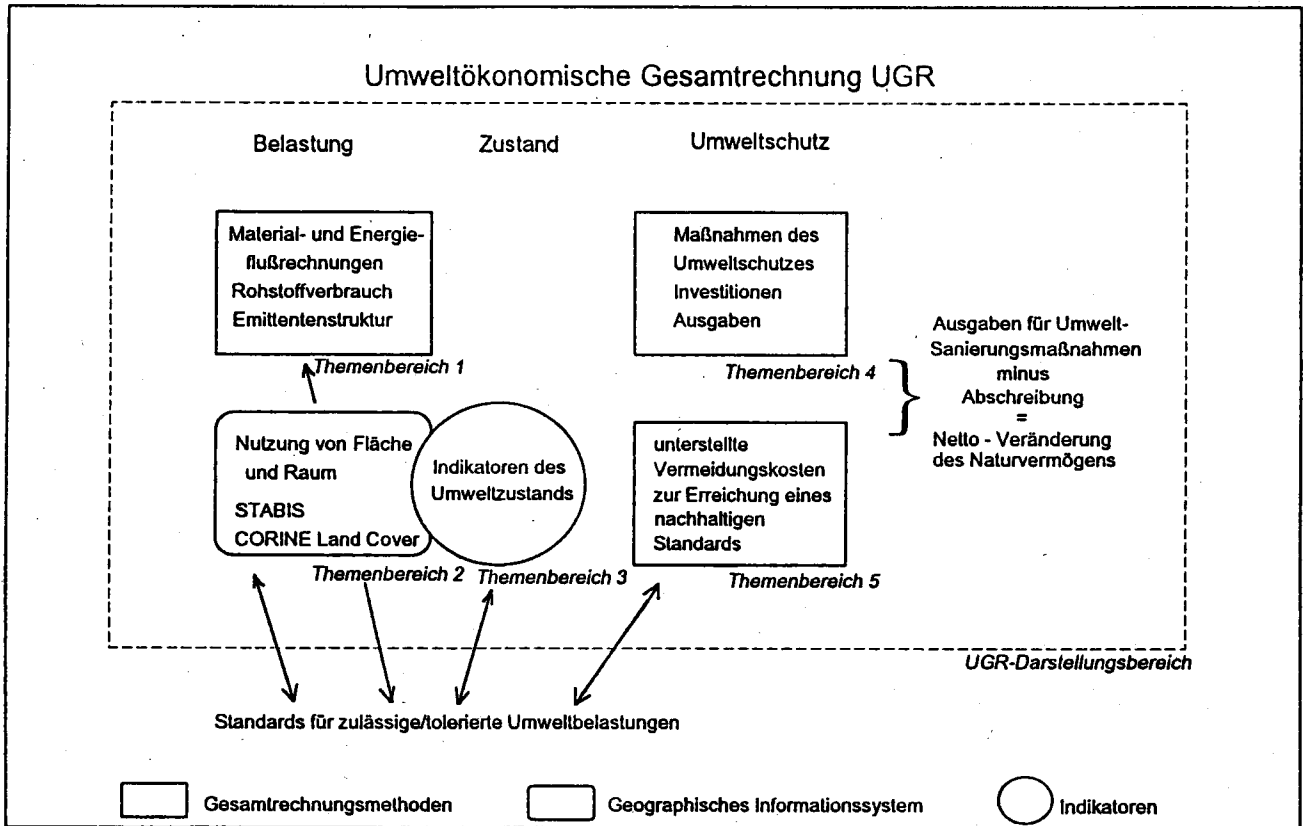 Umweltökonomische Gesamtrechnung UGR
Belastung
Zustand
Umweltschutz
Material- und Energie-
flußrechnungen
Rohstoffverbrauch
Emittentenstruktur
Themenbereich 1
Maßnahmen des
Umweltschutzes
Investitionen
Ausgaben
Themenbereich 4
Nutzung von Fläche
und Raum
STABIS
CORINE Land Cover
Themenbereich 2
Indikatoren des
Umweltzustands
Themenbereich 3
unterstellte
Vermeidungskosten
zur Erreichung eines
nachhaltigen
Standards
Themenbereich 5
Ausgaben für Umwelt-
Sanierungsmaßnahmen
minus
Abschreibung
=
Netto - Veränderung
des Naturvermögens
UGR-Darstellungsbereich
Standards für zulässige/tolerierte Umweltbelastungen
Gesamtrechnungsmethoden
Geographisches Informationssystem
Indikatoren